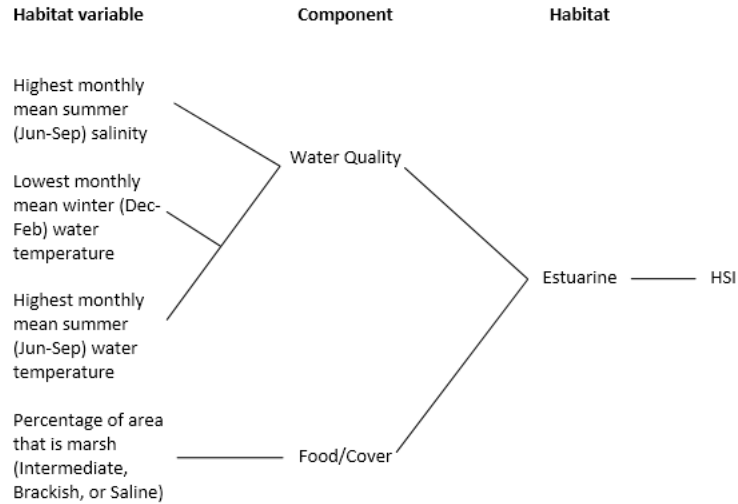 Habitat variable
Component
Habitat
Highest monthly
mean summer
(Jun-Sep) salinity
Water Quality
Lowest monthly
mean winter (Dec-
Feb) water
temperature
Estuarine
HSI
Highest monthly
mean summer
(Jun-Sep) water
temperature
Percentage of area
that is marsh
(Intermediate,
Brackish, or Saline)
Food/Cover